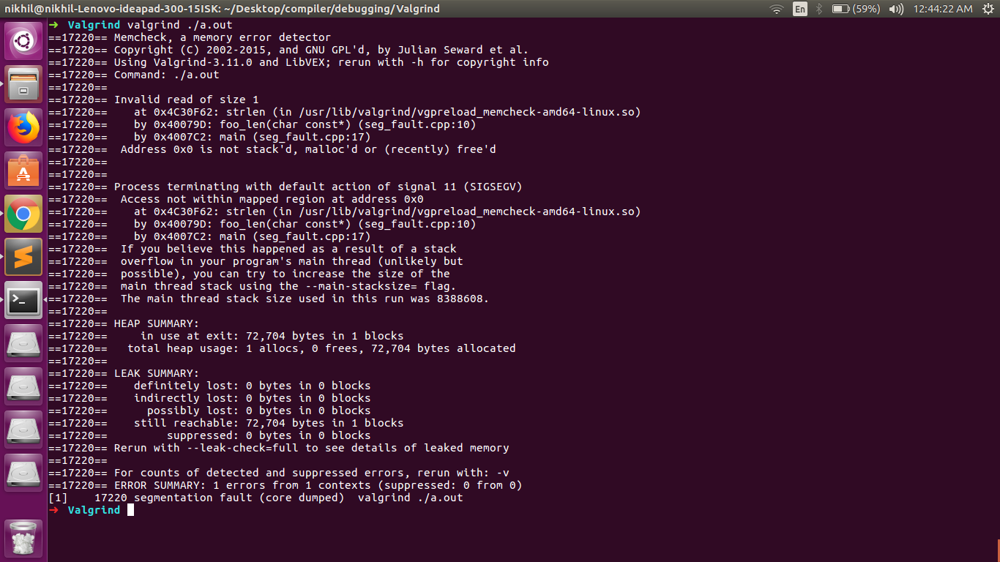 nikhil@nikhil-Lenovo-ideapad-300-15ISK: ~/Desktop/compiler/debugging/Valgrind En (59%) 12:44:22 AM
➜ Valgrind valgrind ./a.out
==17220== Memcheck, a memory error detector
==17220== Copyright (C) 2002-2015, and GNU GPL'd, by Julian Seward et al.
==17220== Using Valgrind-3.11.0 and LibVEX; rerun with -h for copyright info
==17220== Command: ./a.out
==17220==
==17220== Invalid read of size 1
==17220==    at 0x4C30F62: strlen (in /usr/lib/valgrind/vgpreload_memcheck-amd64-linux.so)
==17220==    by 0x40079D: foo_len(char const*) (seg_fault.cpp:10)
==17220==    by 0x4007C2: main (seg_fault.cpp:17)
==17220==  Address 0x0 is not stack'd, malloc'd or (recently) free'd
==17220==
==17220==
==17220== Process terminating with default action of signal 11 (SIGSEGV)
==17220==  Access not within mapped region at address 0x0
==17220==    at 0x4C30F62: strlen (in /usr/lib/valgrind/vgpreload_memcheck-amd64-linux.so)
==17220==    by 0x40079D: foo_len(char const*) (seg_fault.cpp:10)
==17220==    by 0x4007C2: main (seg_fault.cpp:17)
==17220==  If you believe this happened as a result of a stack
==17220==  overflow in your program's main thread (unlikely but
==17220==  possible), you can try to increase the size of the
==17220==  main thread stack using the --main-stacksize= flag.
==17220==  The main thread stack size used in this run was 8388608.
==17220==
==17220== HEAP SUMMARY:
==17220==     in use at exit: 72,704 bytes in 1 blocks
==17220==   total heap usage: 1 allocs, 0 frees, 72,704 bytes allocated
==17220==
==17220== LEAK SUMMARY:
==17220==    definitely lost: 0 bytes in 0 blocks
==17220==    indirectly lost: 0 bytes in 0 blocks
==17220==      possibly lost: 0 bytes in 0 blocks
==17220==    still reachable: 72,704 bytes in 1 blocks
==17220==         suppressed: 0 bytes in 0 blocks
==17220== Rerun with --leak-check=full to see details of leaked memory
==17220==
==17220== For counts of detected and suppressed errors, rerun with: -v
==17220== ERROR SUMMARY: 1 errors from 1 contexts (suppressed: 0 from 0)
[1]    17220 segmentation fault (core dumped)  valgrind ./a.out
➜ Valgrind